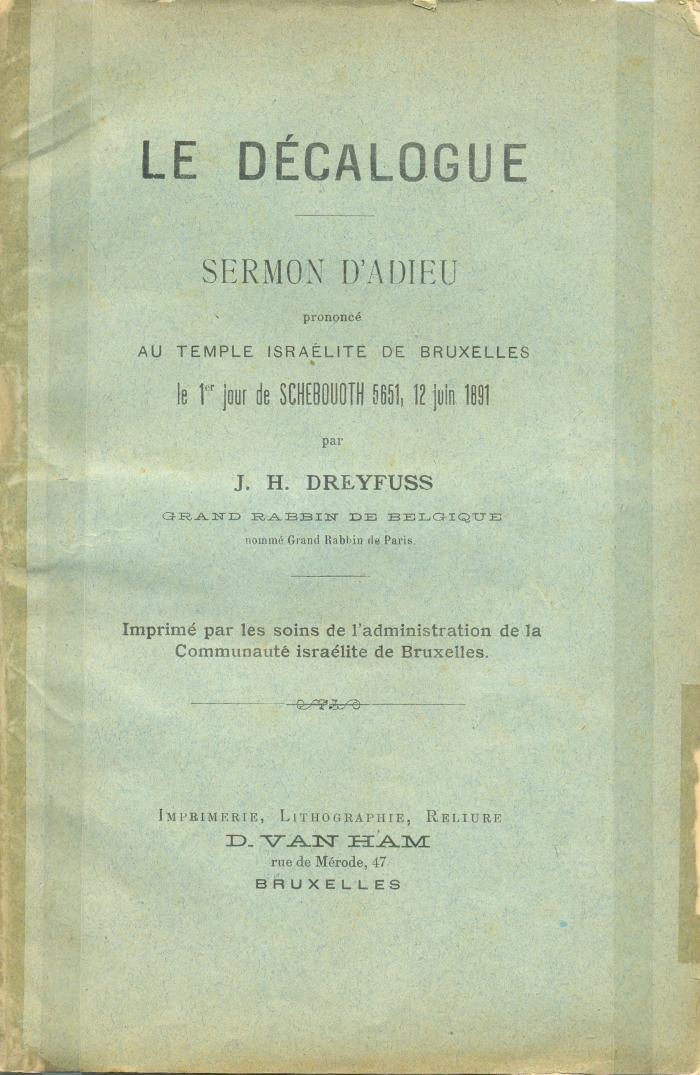 LE DÉCALOGUE
SERMON D'ADIEU
prononcé
AU TEMPLE ISRAÉLITE DE BRUXELLES
le 1er jour de SCHEBOUOTH 5651, 12 juin 1891
par
J. H. DREYFUSS
GRAND RABBIN DE BELGIQUE
nommé Grand Rabbin de Paris.
Imprimé par les soins de l'administration de la
Communauté israélite de Bruxelles.
IMPRIMERIE, LITHOGRAPHIE, RELIURE
D. VAN HAM
rue de Mérode, 47
BRUXELLES